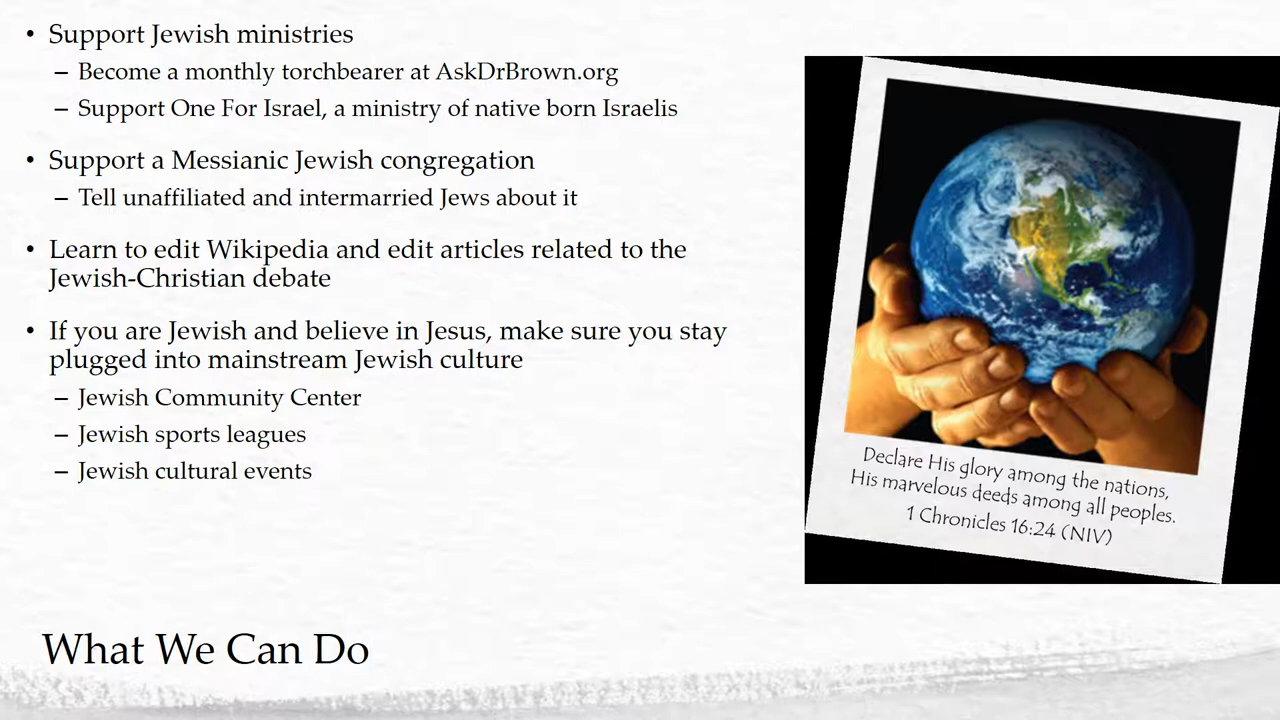 • Support Jewish ministries
– Become a monthly torchbearer at AskDrBrown.org
– Support One For Israel, a ministry of native born Israelis
• Support a Messianic Jewish congregation
– Tell unaffiliated and intermarried Jews about it
• Learn to edit Wikipedia and edit articles related to the
Jewish-Christian debate
• If you are Jewish and believe in Jesus, make sure you stay
plugged into mainstream Jewish culture
– Jewish Community Center
– Jewish sports leagues
– Jewish cultural events
Declare His glory among the nations,
His marvelous deeds among all peoples.
1 Chronicles 16:24 (NIV)
What We Can Do